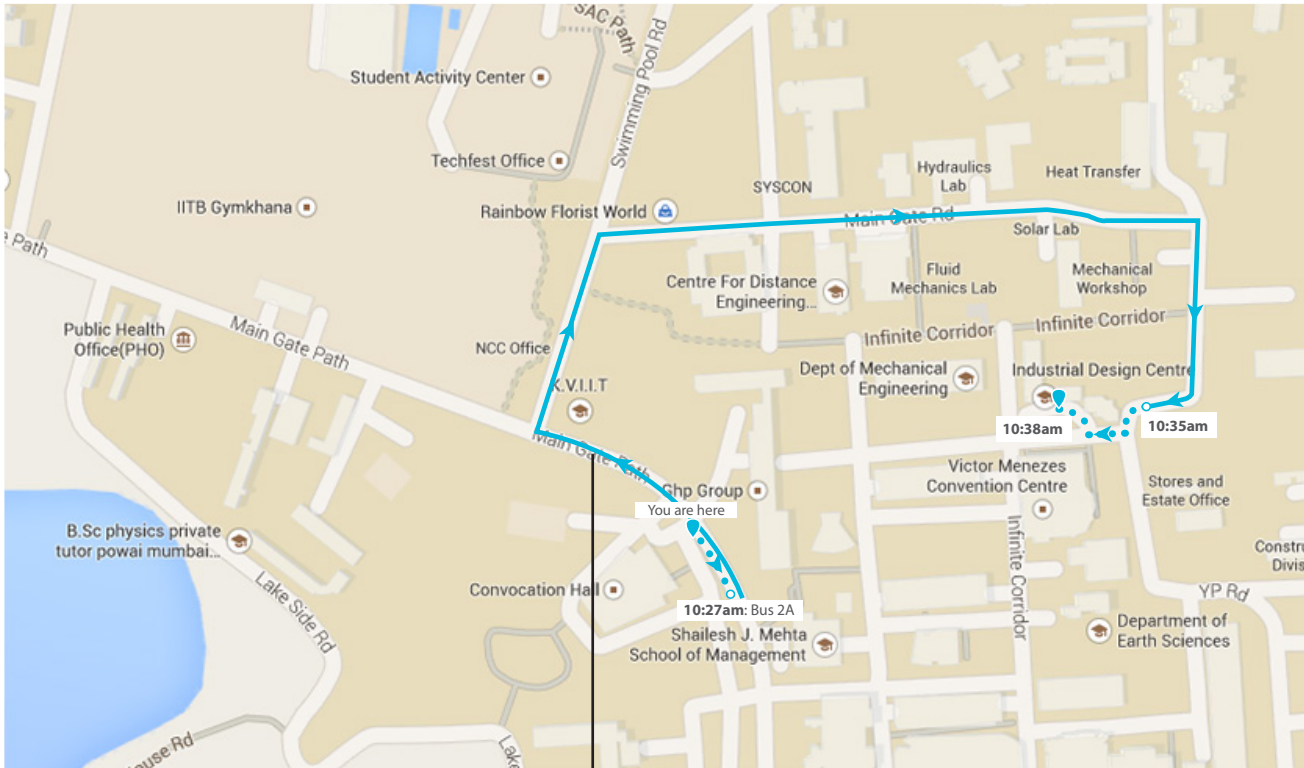 SAC Path
Swimming Pool Rd
Student Activity Center
Techfest Office
Hydraulics
Lab
Heat Transfer
SYSCON
IITB Gymkhana
Rainbow Florist World
Main Gate Rd
Path
Solar Lab
Centre For Distance
Engineering...
Fluid
Mechanics Lab
Mechanical
Workshop
Public Health
Office(PHO)
Main Gate Path
NCC Office
Infinite Corridor
Infinite Corridor
Dept of Mechanical
Engineering
Industrial Design Centre
K.V.I.I.T
10:38am
10:35am
Main Gate Path
Victor Menezes
Convention Centre
Ghp Group
Stores and
Estate Office
You are here
B.Sc physics private
tutor powai mumbai...
Infinite Corridor
Constru
Divis
Lake Side Rd
Convocation Hall
YP Rd
10:27am: Bus 2A
Department of
Earth Sciences
Shailesh J. Mehta
School of Management
ouse Rd
Lake